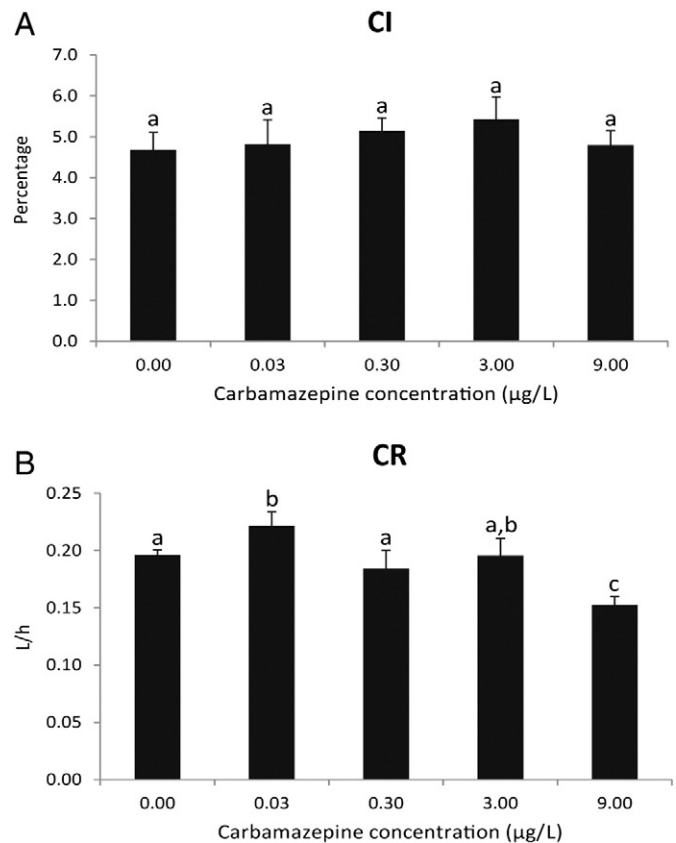 A
CI
7.0
6.0
5.0
4.0
3.0
2.0
1.0
0.0
Percentage
a a a a a
0.00 0.03 0.30 3.00 9.00
Carbamazepine concentration (µg/L)
B
CR
0.25
0.20
0.15
0.10
0.05
0.00
L/h
a b a a,b c
0.00 0.03 0.30 3.00 9.00
Carbamazepine concentration (µg/L)